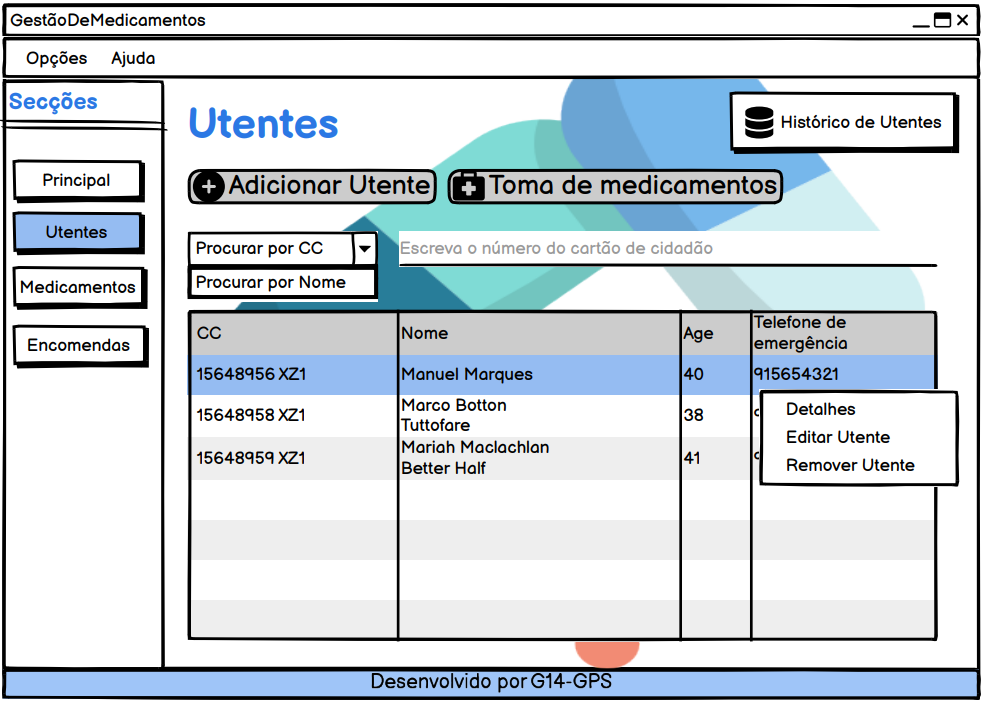 GestãoDeMedicamentos
Opções Ajuda
Secções
Principal
Utentes
Medicamentos
Encomendas
Utentes
Histórico de Utentes
Adicionar Utente
Toma de medicamentos
Procurar por CC
Escreva o número do cartão de cidadão
Procurar por Nome
CC Nome Age Telefone de
emergência
15648956 XZ1 Manuel Marques 40 915654321
15648958 XZ1 Marco Botton
Tuttofare 38
15648959 XZ1 Mariah Maclachlan
Better Half 41
Detalhes
Editar Utente
Remover Utente
Desenvolvido por G14-GPS